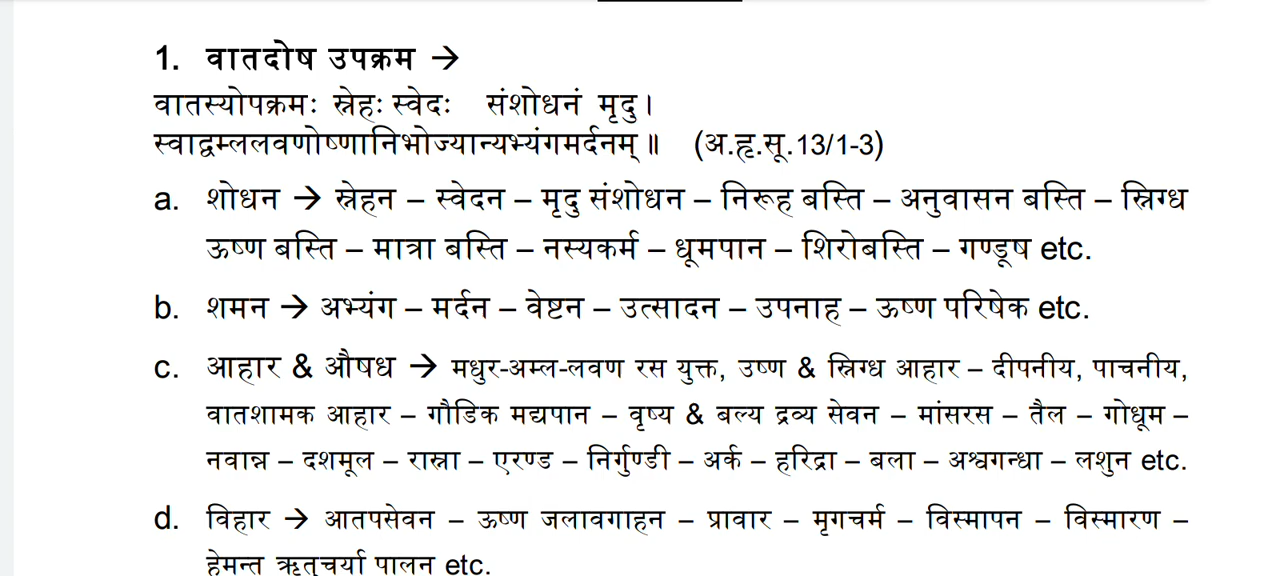 1. वातदोष उपक्रम →
वातस्योपक्रमः स्नेहः स्वेदः संशोधनं मृदु।
स्वाद्वम्ललवणोष्णानिभोज्यान्यभ्यंगमर्दनम्॥ (अ.हृ.सू.13/1-3)
a. शोधन → स्नेहन – स्वेदन – मृदु संशोधन – निरूह बस्ति – अनुवासन बस्ति – स्निग्ध
ऊष्ण बस्ति – मात्रा बस्ति – नस्यकर्म – धूमपान – शिरोबस्ति – गण्डूष etc.
b. शमन → अभ्यंग – मर्दन – वेष्टन – उत्सादन – उपनाह – ऊष्ण परिषेक etc.
c. आहार & औषध → मधुर-अम्ल-लवण रस युक्त, उष्ण & स्निग्ध आहार – दीपनीय, पाचनीय,
वातशामक आहार – गौडिक मद्यपान – वृष्य & बल्य द्रव्य सेवन – मांसरस – तैल – गोधूम –
नवान्न – दशमूल – रास्ना – एरण्ड – निर्गुण्डी – अर्क – हरिद्रा – बला – अश्वगन्धा – लशुन etc.
d. विहार → आतपसेवन – ऊष्ण जलावगाहन – प्रावार – मृगचर्म – विस्मापन – विस्मारण –
हेमन्त ऋतुचर्या पालन etc.